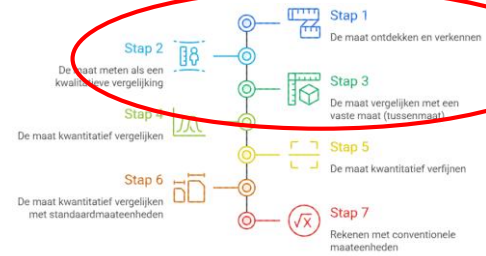 Stap 1
De maat ontdekken en verkennen
Stap 2
De maat meten als een
kwalitatieve vergelijking
Stap 3
De maat vergelijken met een
vaste maat (tussenmaat)
Stap 4
De maat kwantitatief vergelijken
Stap 5
De maat kwantitatief verfijnen
Stap 6
De maat kwantitatief vergelijken
met standaardmaateenheden
√x
Stap 7
Rekenen met conventionele
maateenheden